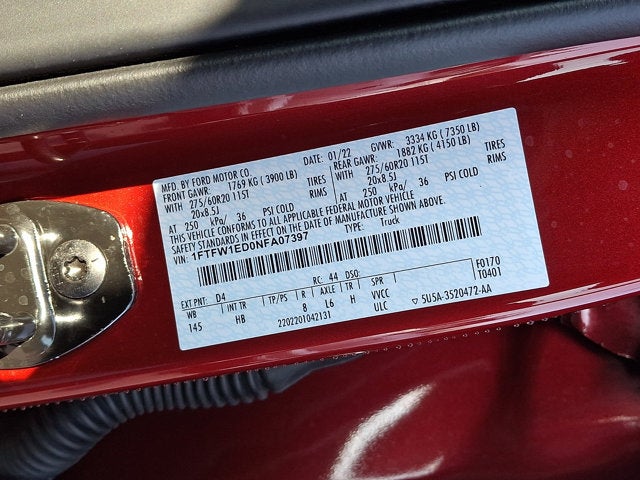 MFD. BY FORD MOTOR CO.
DATE: 01/22 GVWR: 3334 KG ( 7350 LB)
FRONT GAWR: 1769 KG ( 3900 LB) REAR GAWR: 1882 KG ( 4150 LB)
WITH 275/60R20 115T TIRES WITH 275/60R20 115T TIRES
20x8.5J RIMS 20x8.5J RIMS
AT 250 kPa/ 36 PSI COLD AT 250 kPa/ 36 PSI COLD
THIS VEHICLE CONFORMS TO ALL APPLICABLE FEDERAL MOTOR VEHICLE
SAFETY STANDARDS IN EFFECT ON THE DATE OF MANUFACTURE SHOWN ABOVE.
1FTFW1ED0NFA07397 TYPE: Truck
F0170
T0401
EXT PNT: D4 RC: 44 DSO:
WB INT TR TP/PS R AXLE TR SPR
145 HB 8 L6 H VVCC
ULC ▽ 5U5A-3520472-AA
2202201042131